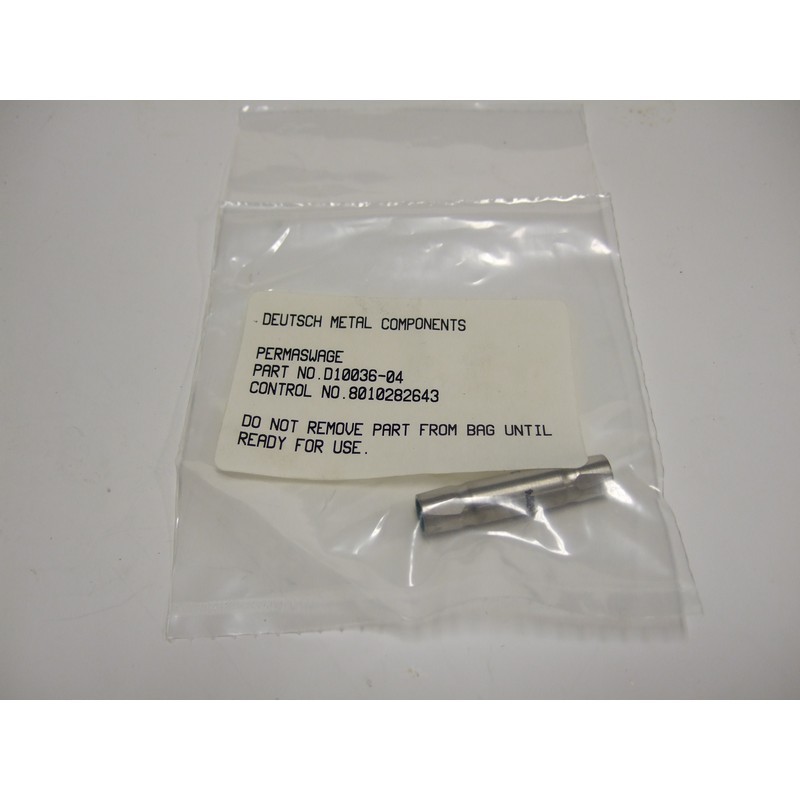 DEUTSCH METAL COMPONENTS
PERMASWAGE
PART NO.D10036-04
CONTROL NO.8010282643
DO NOT REMOVE PART FROM BAG UNTIL
READY FOR USE.